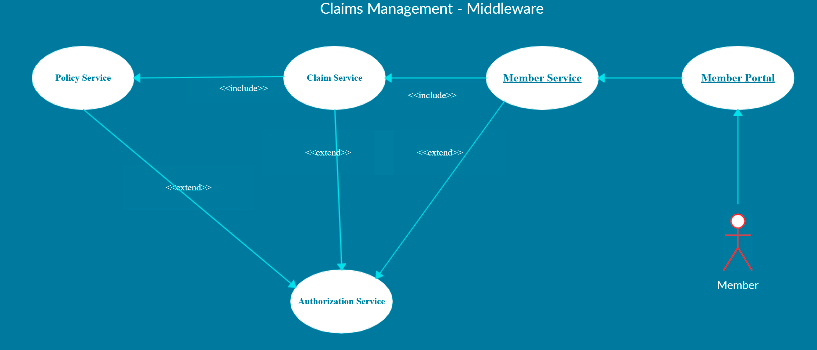 Claims Management - Middleware
Policy Service
Claim Service
Member Service
Member Portal
<<include>>
<<include>>
<<extend>>
<<extend>>
<<extend>>
Member
Authorization Service